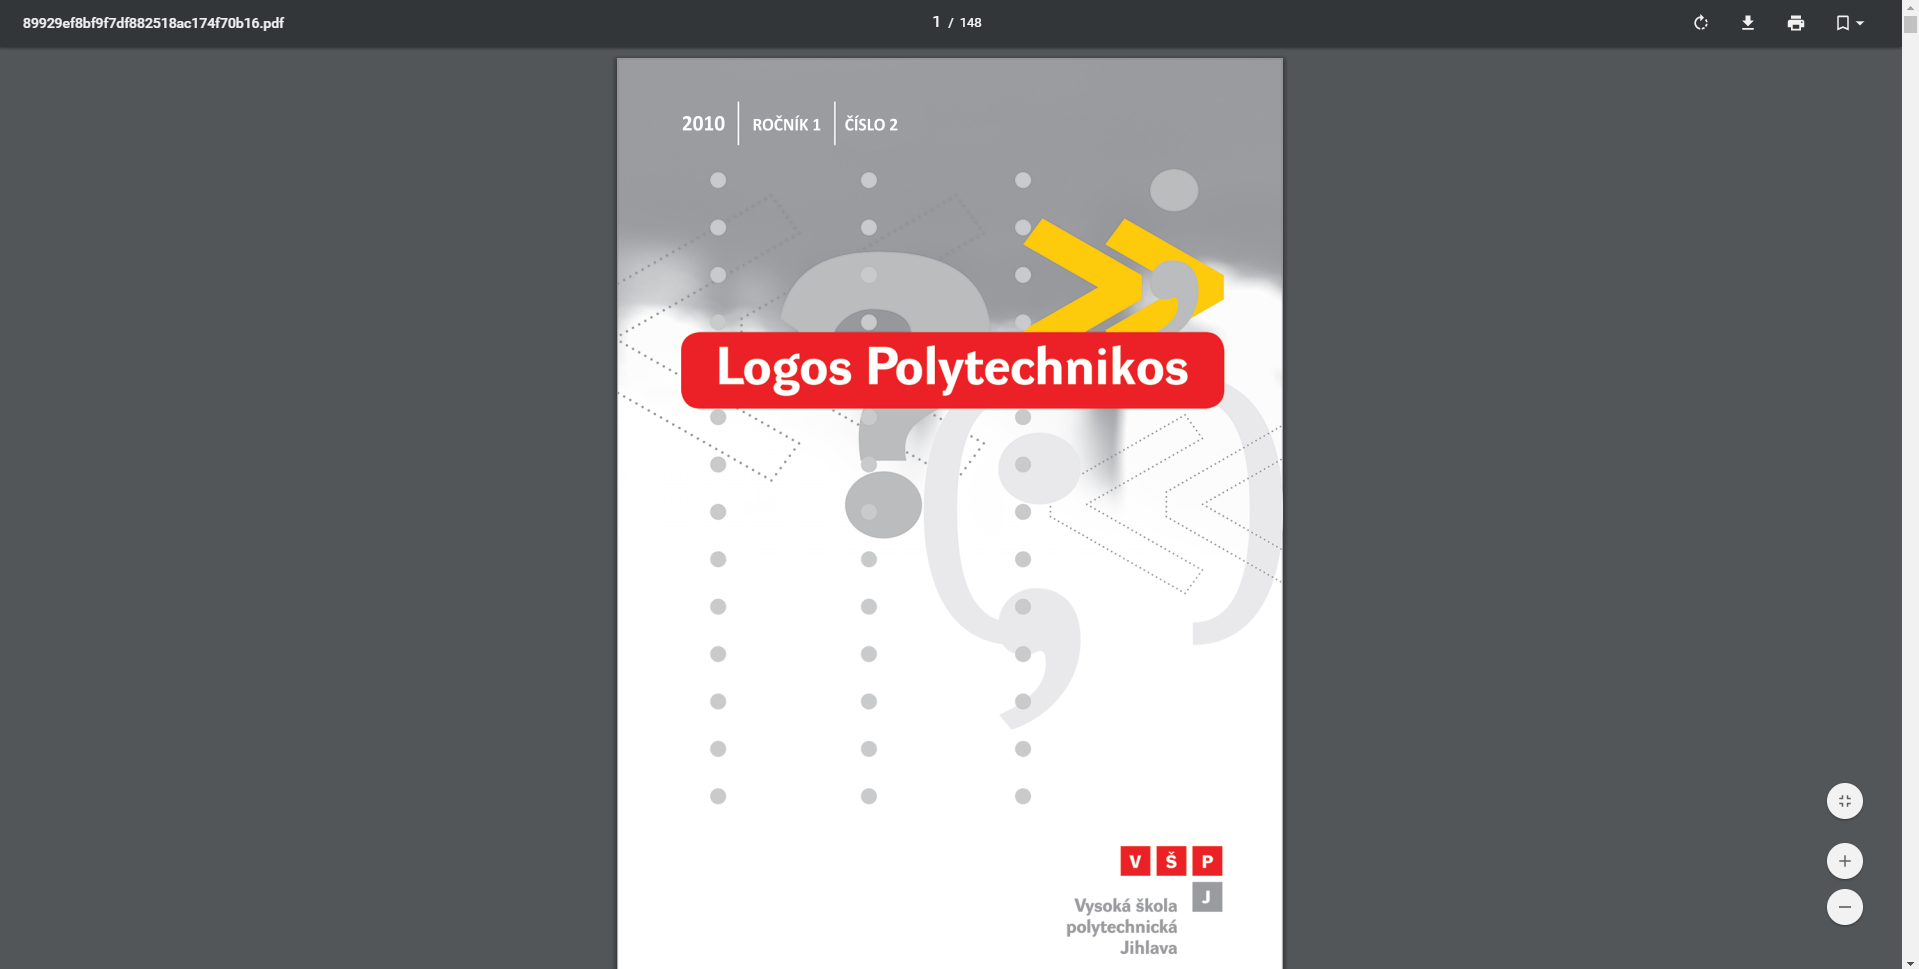 89929ef8bf9f7df882518ac174f70b16.pdf
1 / 148
2010 ROČNÍK 1 ČÍSLO 2
Logos Polytechnikos
V Š P
J
Vysoká škola
polytechnická
Jihlava